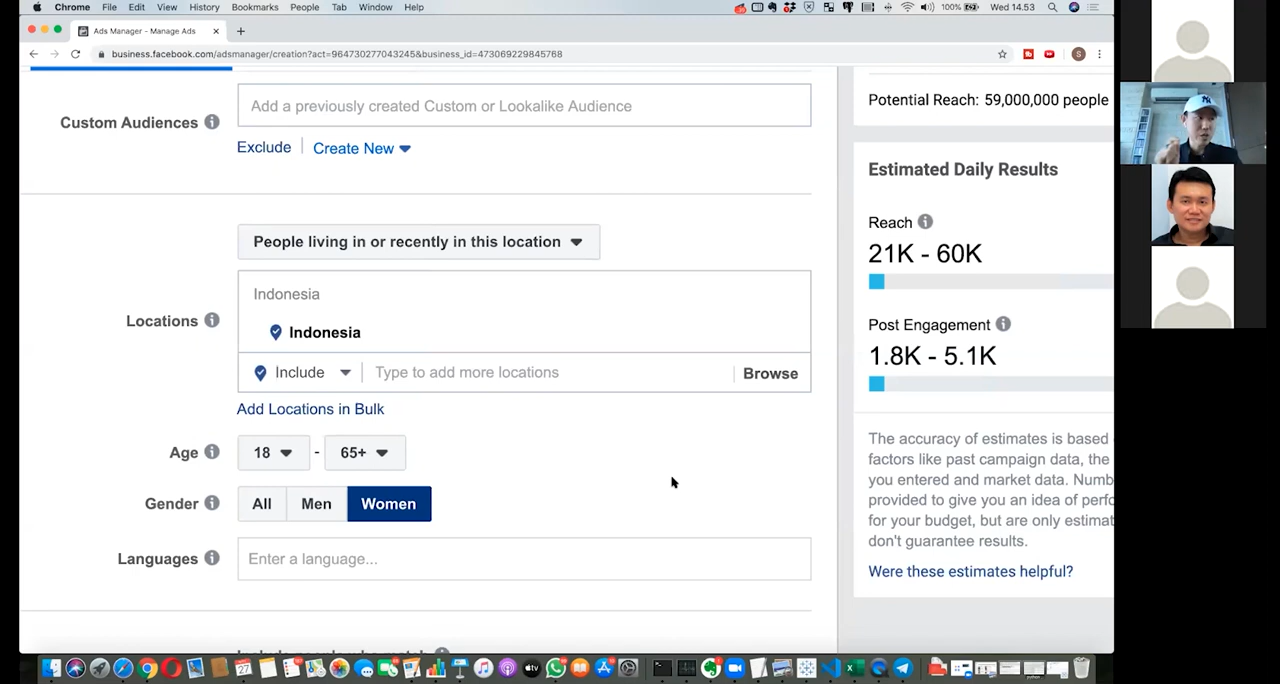 Chrome File Edit View History Bookmarks People Tab Window Help
100% Wed 14.53
Ads Manager - Manage Ads
business.facebook.com/adsmanager/creation?act=964730277043245&business_id=473069229845768
Custom Audiences
Add a previously created Custom or Lookalike Audience
Exclude Create New
People living in or recently in this location
Locations
Indonesia
Indonesia
Include Type to add more locations Browse
Add Locations in Bulk
Age 18 - 65+
Gender All Men Women
Languages Enter a language...
Potential Reach: 59,000,000 people
Estimated Daily Results
Reach
21K - 60K
Post Engagement
1.8K - 5.1K
The accuracy of estimates is based
factors like past campaign data, the
you entered and market data. Numb
provided to give you an idea of perf
for your budget, but are only estimat
don't guarantee results.
Were these estimates helpful?